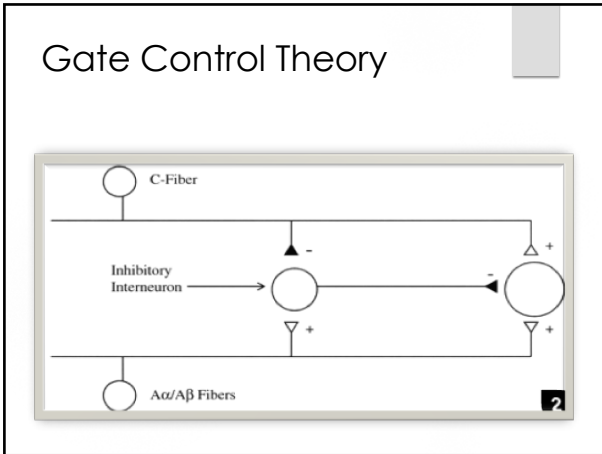 Gate Control Theory
C-Fiber
-
+
Inhibitory
Interneuron
-
+
+
Aα/Aβ Fibers
2